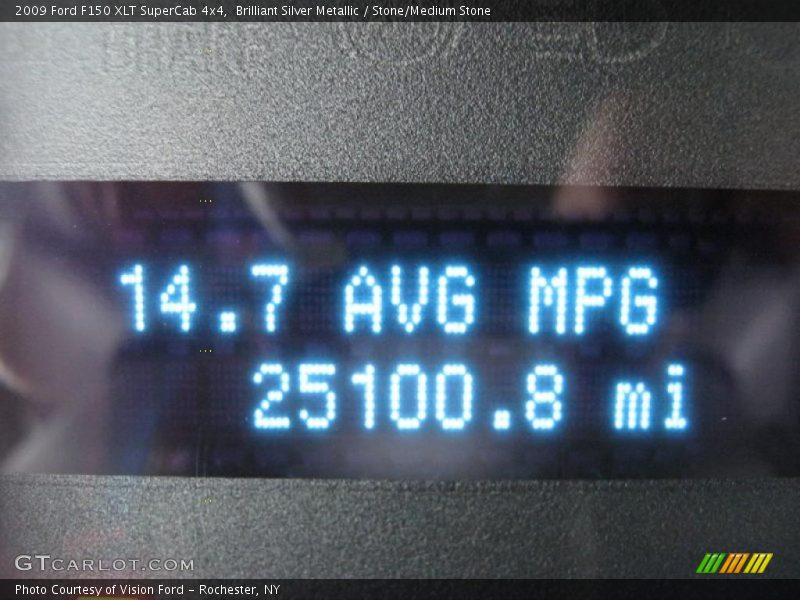 2009 Ford F150 XLT SuperCab 4x4,  Brilliant Silver Metallic / Stone/Medium Stone
14.7 AVG MPG
25100.8 mi
GTCARLOT.COM
Photo Courtesy of Vision Ford – Rochester, NY